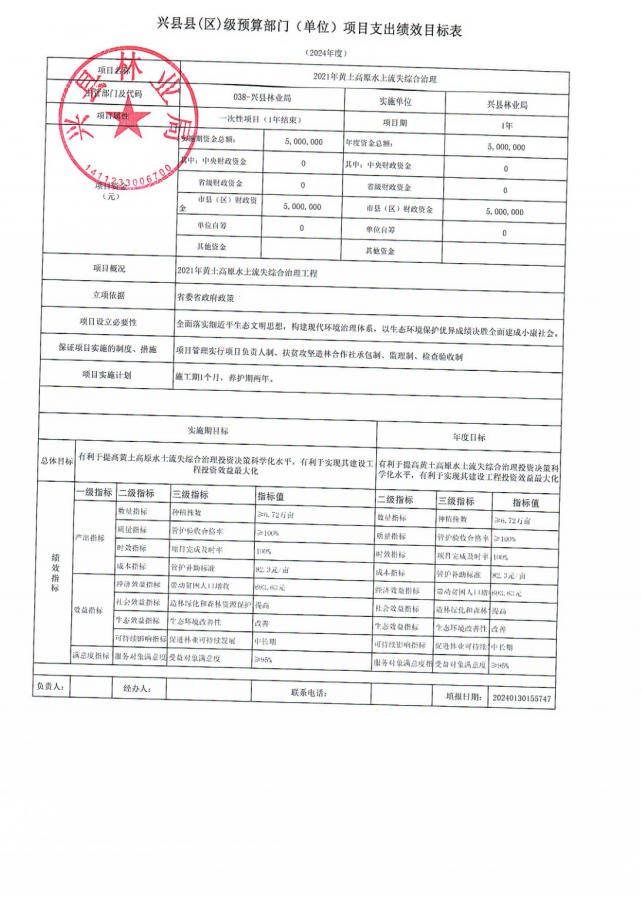 兴县县(区)级预算部门（单位）项目支出绩效目标表
（2024年度）
项目名称 2021年黄土高原水土流失综合治理
主管部门及代码 038-兴县林业局 实施单位 兴县林业局
项目属性 一次性项目（1年结束） 项目期 1年
项目资金（元） 实施期资金总额: 5,000,000 年度资金总额: 5,000,000
其中: 中央财政资金 0 其中: 中央财政资金 0
省级财政资金 0 省级财政资金 0
市县（区）财政资金 5,000,000 市县（区）财政资金 5,000,000
单位自筹 0 单位自筹 0
其他资金 其他资金
兴县林业局
1411233006700
项目概况 2021年黄土高原水土流失综合治理工程
立项依据 省委省政府政策
项目设立必要性 全面落实细近平生态文明思想，构建现代环境治理体系，以生态环境保护优异成绩决胜全面建成小康社会。
保证项目实施的制度、措施 项目管理实行项目负责人制、扶贫攻坚造林合作社承包制、监理制、检查验收制
项目实施计划 施工期1个月，养护期两年。
实施期目标 年度目标
总体目标 有利于提高黄土高原水土流失综合治理投资决策科学化水平，有利于实现其建设工程投资效益最大化 有利于提高黄土高原水土流失综合治理投资决策科学化水平，有利于实现其建设工程投资效益最大化
绩效指标 一级指标 二级指标 三级指标 指标值 二级指标 三级指标 指标值
产出指标 数量指标 种植株数 ≥6.72万亩 数量指标 种植株数 ≥6.72万亩
质量指标 管护验收合格率 ≥100% 质量指标 管护验收合格率 ≥100%
时效指标 项目完成及时率 100% 时效指标 项目完成及时率 100%
成本指标 管护补助标准 82.3元/亩 成本指标 管护补助标准 82.3元/亩
效益指标 经济效益指标 带动贫困人口增收 693.63元 经济效益指标 带动贫困人口增 693.63元
社会效益指标 造林绿化和森林资源保护 提高 社会效益指标 造林绿化和森林 提高
生态效益指标 生态环境改善性 改善 生态效益指标 生态环境改善性 改善
可持续影响指标 促进林业可持续发展 中长期 可持续影响指标 促进林业可持续 中长期
满意度指标 服务对象满意度 受益对象满意度 ≥95% 服务对象满意度指 受益对象满意度 ≥95%
负责人: 经办人: 联系电话: 填报日期: 20240130155747